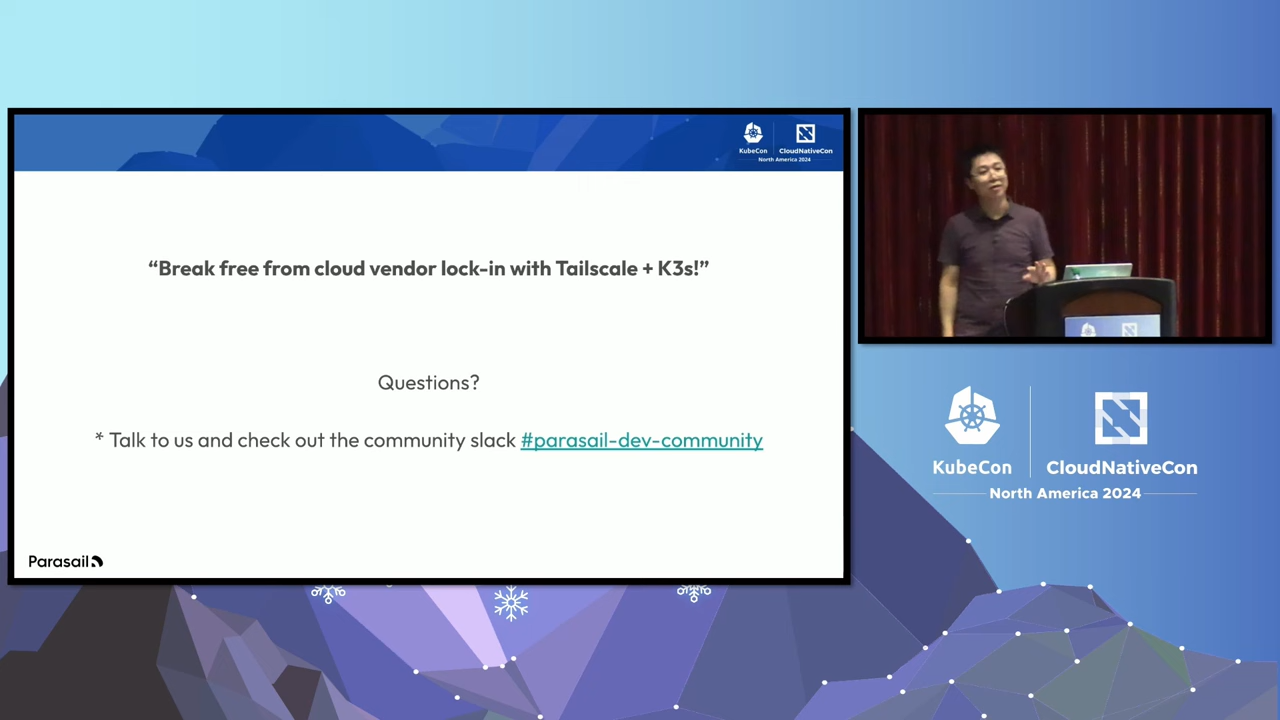 KubeCon
CloudNativeCon
North America 2024
“Break free from cloud vendor lock-in with Tailscale + K3s!”
Questions?
* Talk to us and check out the community slack #parasail-dev-community
Parasail
KubeCon
CloudNativeCon
North America 2024